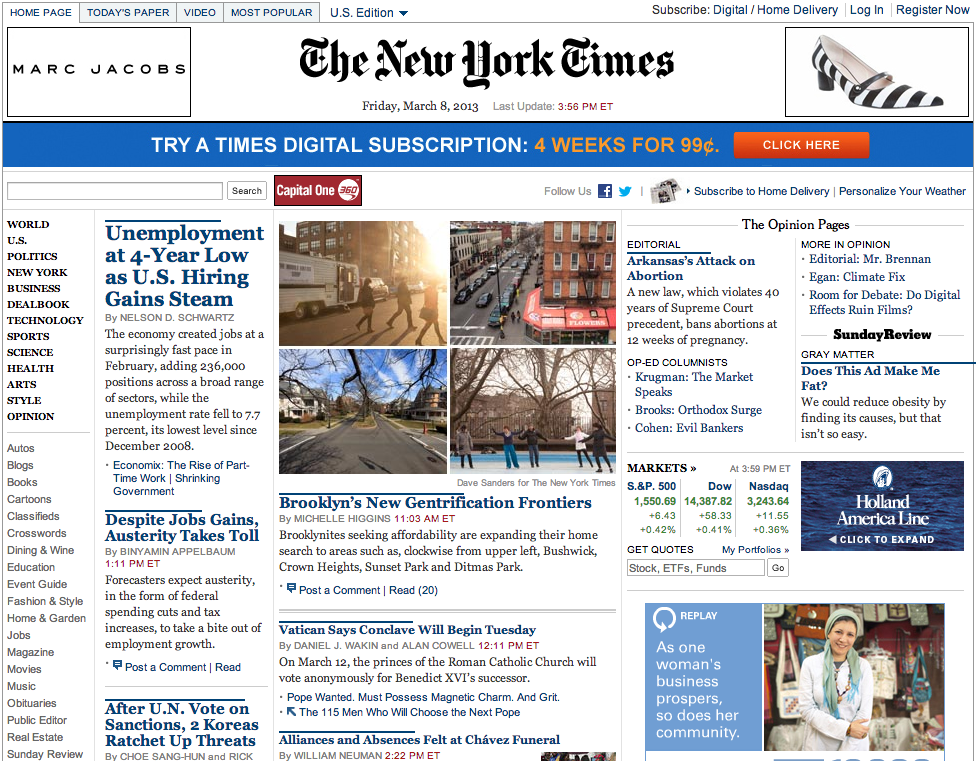 HOME PAGE
TODAY'S PAPER
VIDEO
MOST POPULAR
U.S. Edition
Subscribe: Digital / Home Delivery
Log In
Register Now
MARC JACOBS
The New York Times
Friday, March 8, 2013 Last Update: 3:56 PM ET
TRY A TIMES DIGITAL SUBSCRIPTION: 4 WEEKS FOR 99¢.
CLICK HERE
Search
Capital One 360
Follow Us
Subscribe to Home Delivery | Personalize Your Weather
WORLD
U.S.
POLITICS
NEW YORK
BUSINESS
DEALBOOK
TECHNOLOGY
SPORTS
SCIENCE
HEALTH
ARTS
STYLE
OPINION
Autos
Blogs
Books
Cartoons
Classifieds
Crosswords
Dining & Wine
Education
Event Guide
Fashion & Style
Home & Garden
Jobs
Magazine
Movies
Music
Obituaries
Public Editor
Real Estate
Sunday Review
Unemployment
at 4-Year Low
as U.S. Hiring
Gains Steam
By NELSON D. SCHWARTZ
The economy created jobs at a
surprisingly fast pace in
February, adding 236,000
positions across a broad range
of sectors, while the
unemployment rate fell to 7.7
percent, its lowest level since
December 2008.
Economix: The Rise of Part-
Time Work | Shrinking
Government
Despite Jobs Gains,
Austerity Takes Toll
By BINYAMIN APPELBAUM
1:11 PM ET
Forecasters expect austerity,
in the form of federal
spending cuts and tax
increases, to take a bite out of
employment growth.
Post a Comment | Read
After U.N. Vote on
Sanctions, 2 Koreas
Ratchet Up Threats
By CHOE SANG-HUN and RICK
FLOWERS
Dave Sanders for The New York Times
Brooklyn's New Gentrification Frontiers
By MICHELLE HIGGINS 11:03 AM ET
Brooklynites seeking affordability are expanding their home
search to areas such as, clockwise from upper left, Bushwick,
Crown Heights, Sunset Park and Ditmas Park.
Post a Comment | Read (20)
Vatican Says Conclave Will Begin Tuesday
By DANIEL J. WAKIN and ALAN COWELL 12:11 PM ET
On March 12, the princes of the Roman Catholic Church will
vote anonymously for Benedict XVI's successor.
Pope Wanted. Must Possess Magnetic Charm. And Grit.
The 115 Men Who Will Choose the Next Pope
Alliances and Absences Felt at Chávez Funeral
By WILLIAM NEUMAN 2:22 PM ET
The Opinion Pages
EDITORIAL
Arkansas's Attack on
Abortion
A new law, which violates 40
years of Supreme Court
precedent, bans abortions at
12 weeks of pregnancy.
OP-ED COLUMNISTS
Krugman: The Market
Speaks
Brooks: Orthodox Surge
Cohen: Evil Bankers
MORE IN OPINION
Editorial: Mr. Brennan
Egan: Climate Fix
Room for Debate: Do Digital
Effects Ruin Films?
SundayReview
GRAY MATTER
Does This Ad Make Me
Fat?
We could reduce obesity by
finding its causes, but that
isn't so easy.
MARKETS »
At 3:59 PM ET
S.&P. 500 Dow Nasdaq
1,550.69 14,387.82 3,243.64
+6.43 +58.33 +11.55
+0.42% +0.41% +0.36%
GET QUOTES
My Portfolios »
Stock, ETFs, Funds
Go
Holland
America Line
CLICK TO EXPAND
REPLAY
As one
woman's
business
prospers,
so does her
community.